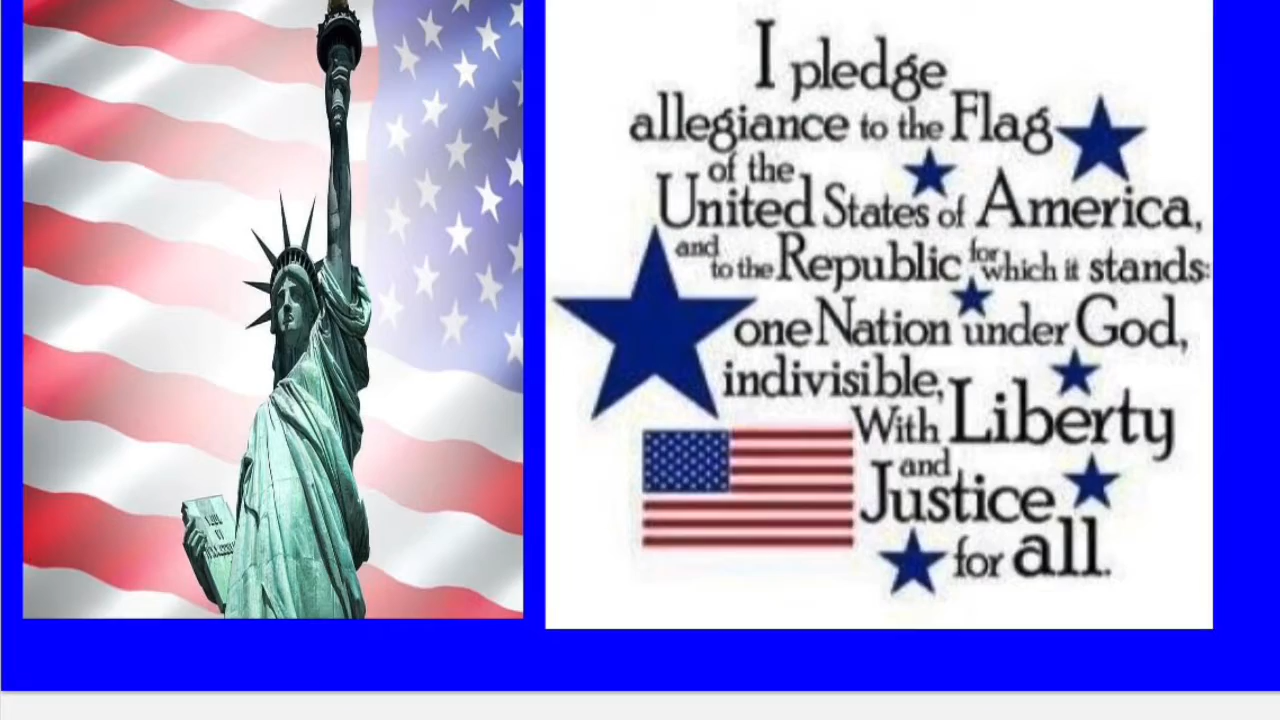 I pledge
allegiance to the Flag
of the
United States of America,
and to the Republic for which it stands:
one Nation under God,
indivisible,
With Liberty
and
Justice
for all.